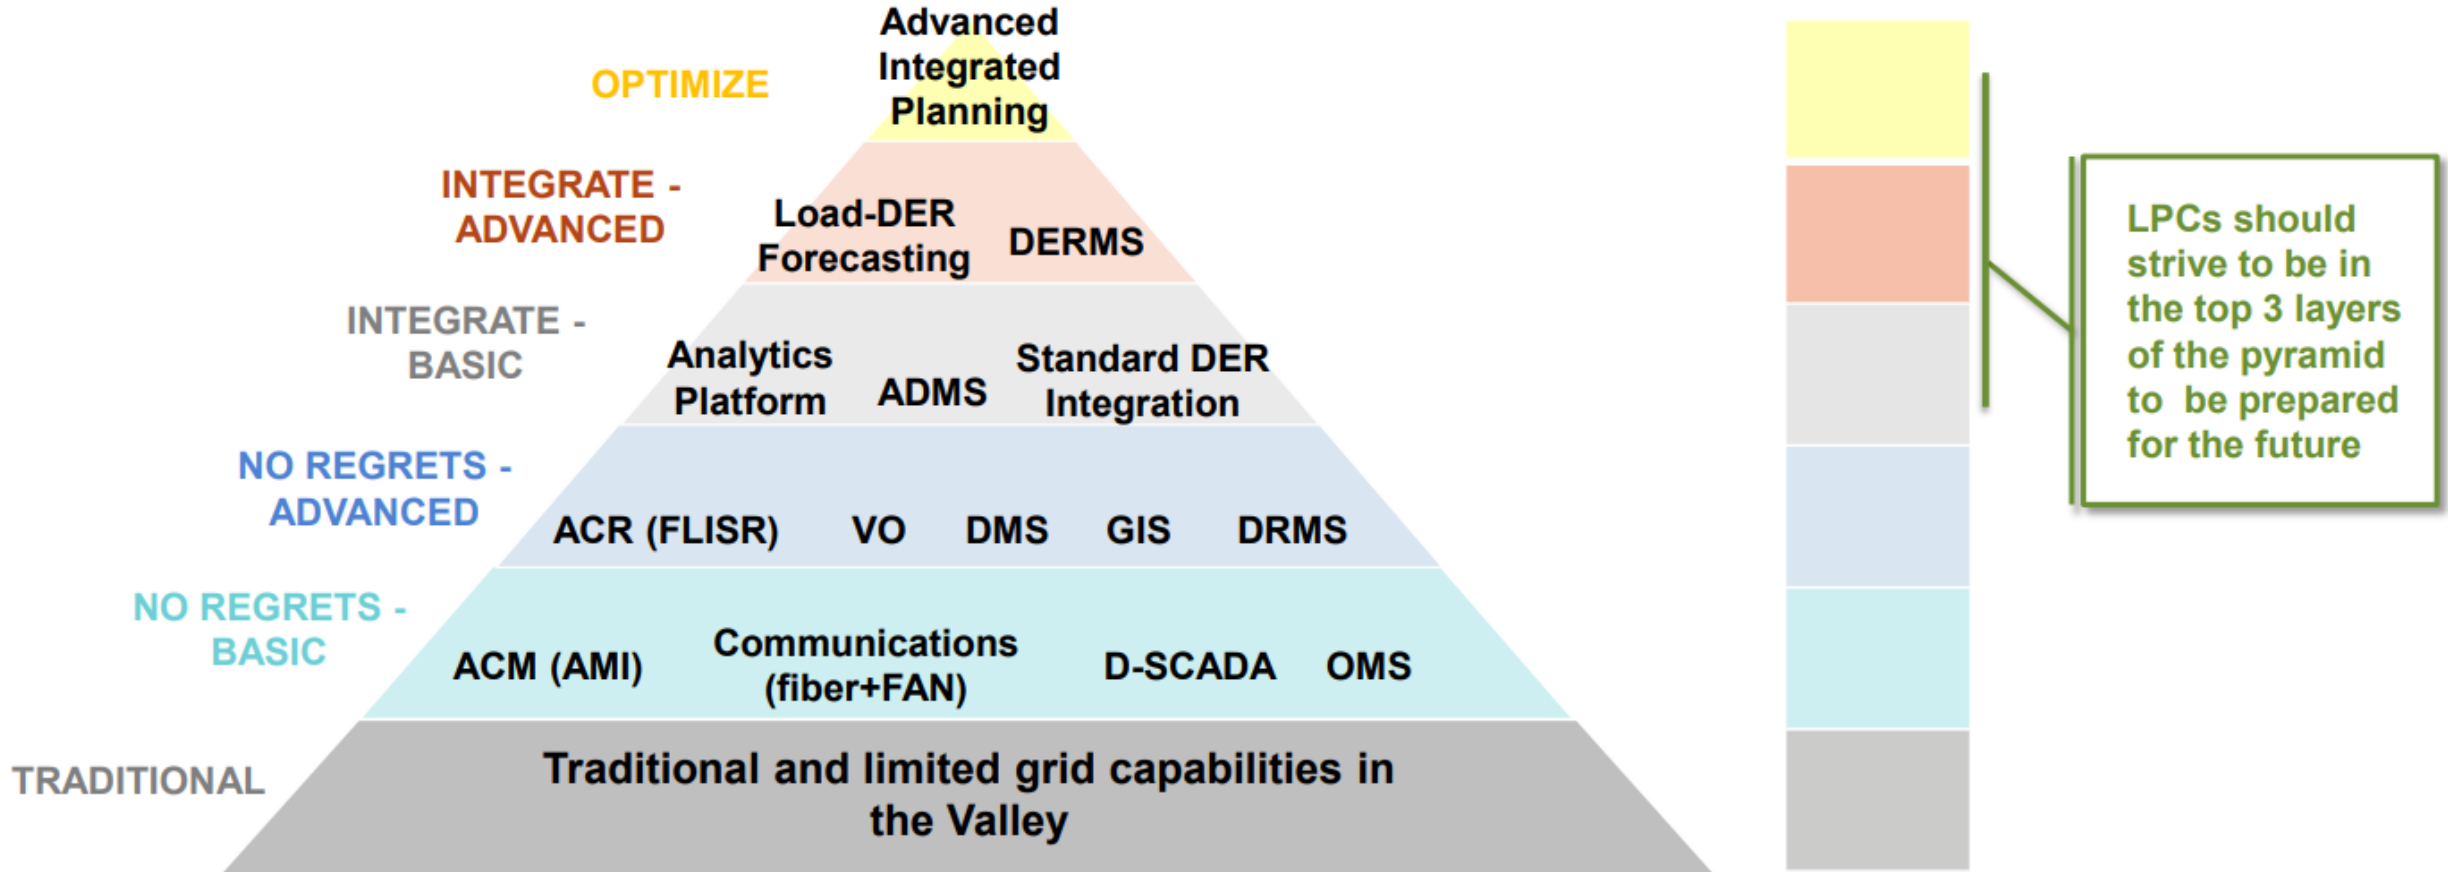 Advanced
Integrated
Planning
OPTIMIZE
INTEGRATE -
ADVANCED
Load-DER
Forecasting
DERMS
INTEGRATE -
BASIC
Analytics
Platform
ADMS
Standard DER
Integration
NO REGRETS -
ADVANCED
ACR (FLISR)
VO
DMS
GIS
DRMS
NO REGRETS -
BASIC
ACM (AMI)
Communications
(fiber+FAN)
D-SCADA
OMS
TRADITIONAL
Traditional and limited grid capabilities in
the Valley
LPCs should
strive to be in
the top 3 layers
of the pyramid
to be prepared
for the future